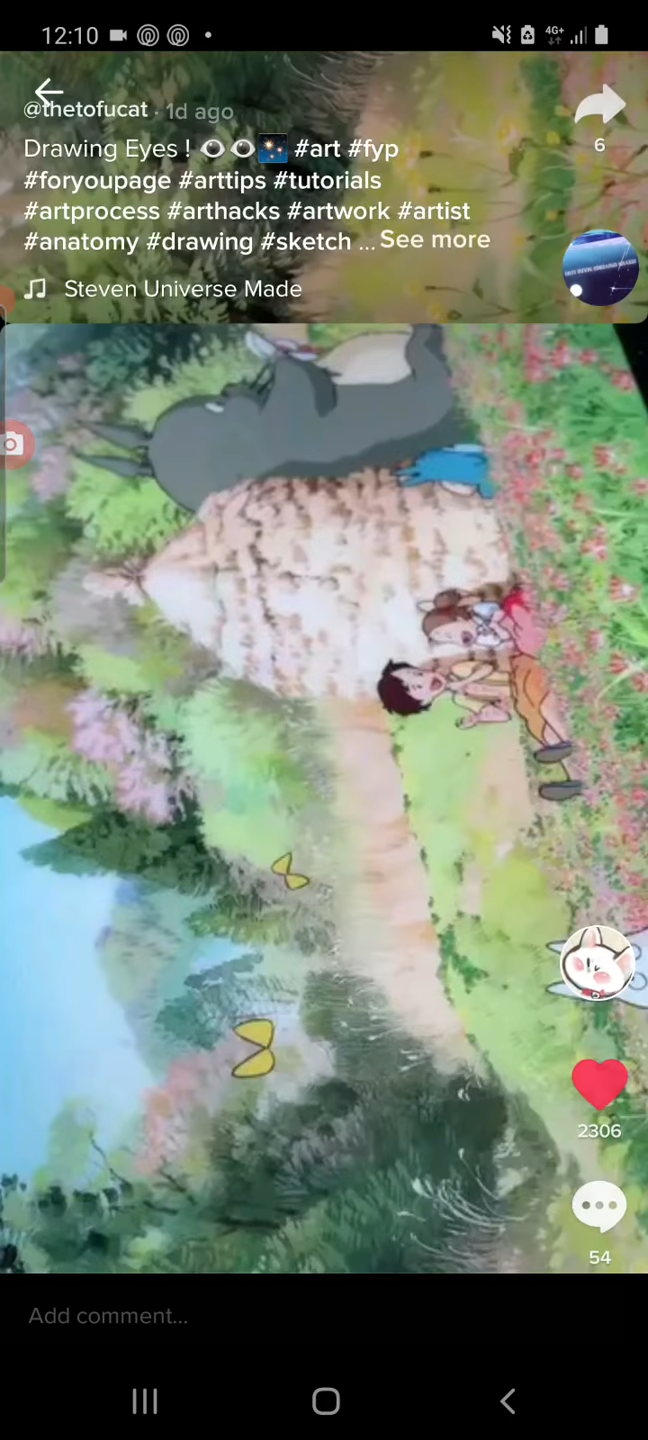 12:10
4G+
@thetofucat · 1d ago
Drawing Eyes ! 👀🎇 #art #fyp
#foryoupage #arttips #tutorials
#artprocess #arthacks #artwork #artist
#anatomy #drawing #sketch ... See more
Steven Universe Made
6
2306
54
Add comment...